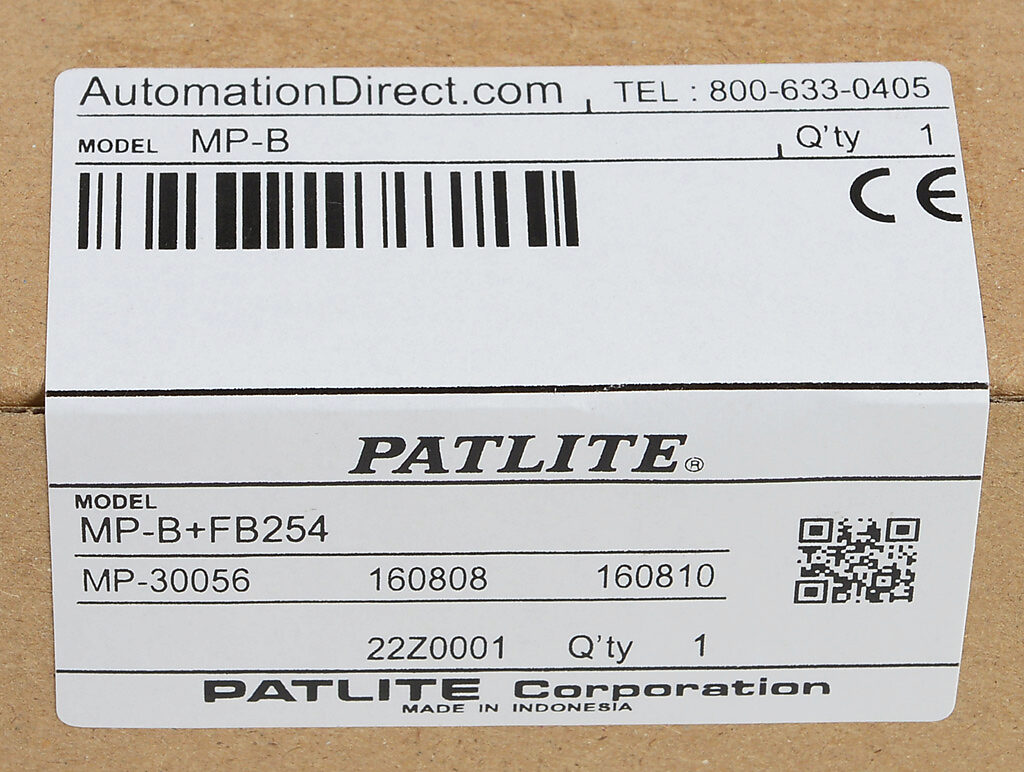 AutomationDirect.com TEL : 800-633-0405
MODEL MP-B Q'ty 1
CE
PATLITE®
MODEL
MP-B+FB254
MP-30056 160808 160810
22Z0001 Q'ty 1
PATLITE Corporation
MADE IN INDONESIA